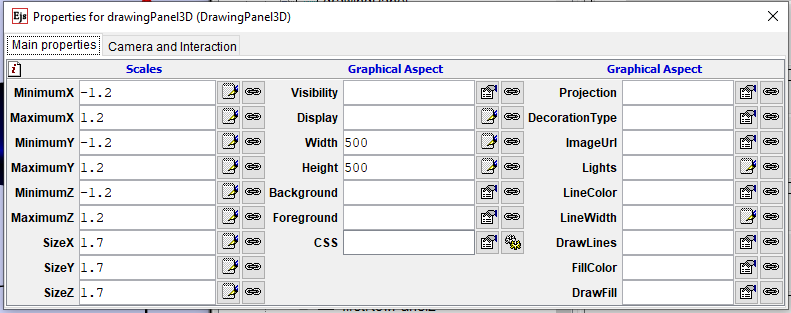 Ejs Properties for drawingPanel3D (DrawingPanel3D)
Main properties Camera and Interaction
i Scales Graphical Aspect Graphical Aspect
MinimumX -1.2 Visibility Projection
MaximumX 1.2 Display DecorationType
MinimumY -1.2 Width 500 ImageUrl
MaximumY 1.2 Height 500 Lights
MinimumZ -1.2 Background LineColor
MaximumZ 1.2 Foreground LineWidth
SizeX 1.7 CSS DrawLines
SizeY 1.7 FillColor
SizeZ 1.7 DrawFill